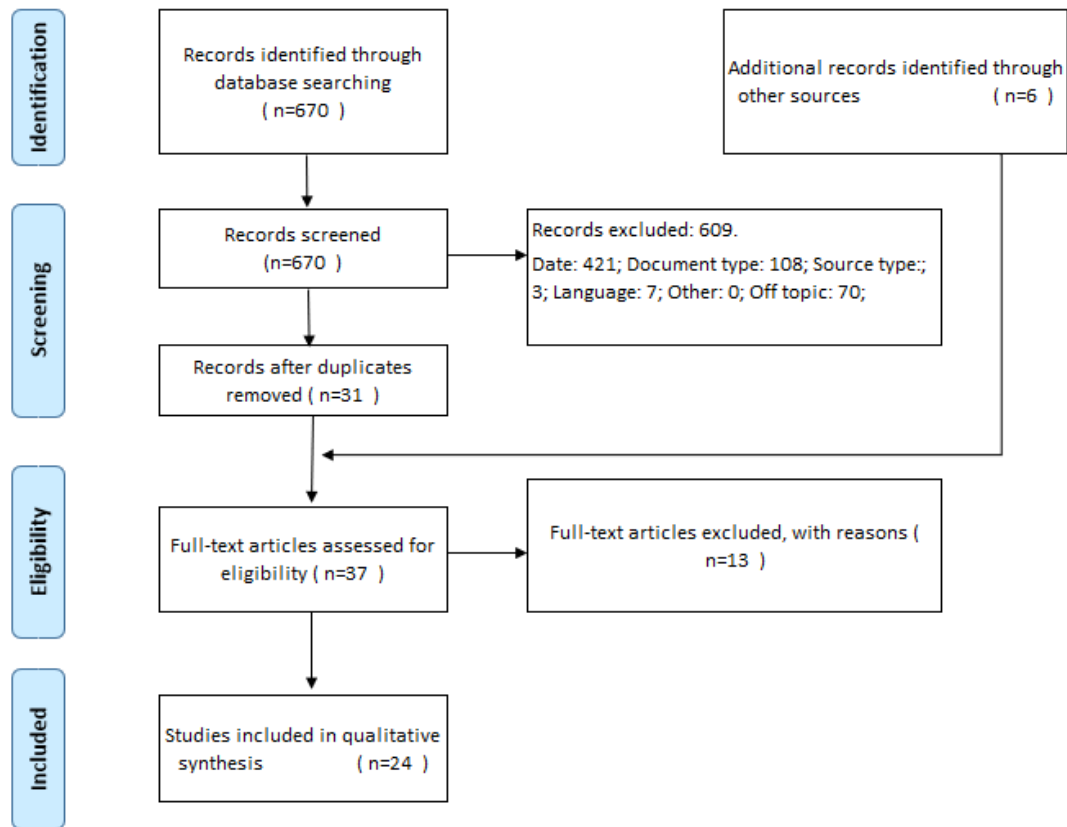 Identification
Records identified through
database searching
( n=670  )
Additional records identified through
other sources                    ( n=6  )
Screening
Records screened
(n=670  )
Records excluded: 609.
Date: 421; Document type: 108; Source type:;
3; Language: 7; Other: 0; Off topic: 70;
Records after duplicates
removed ( n=31  )
Eligibility
Full-text articles assessed for
eligibility ( n=37  )
Full-text articles excluded, with reasons (
n=13  )
Included
Studies included in qualitative
synthesis              ( n=24  )